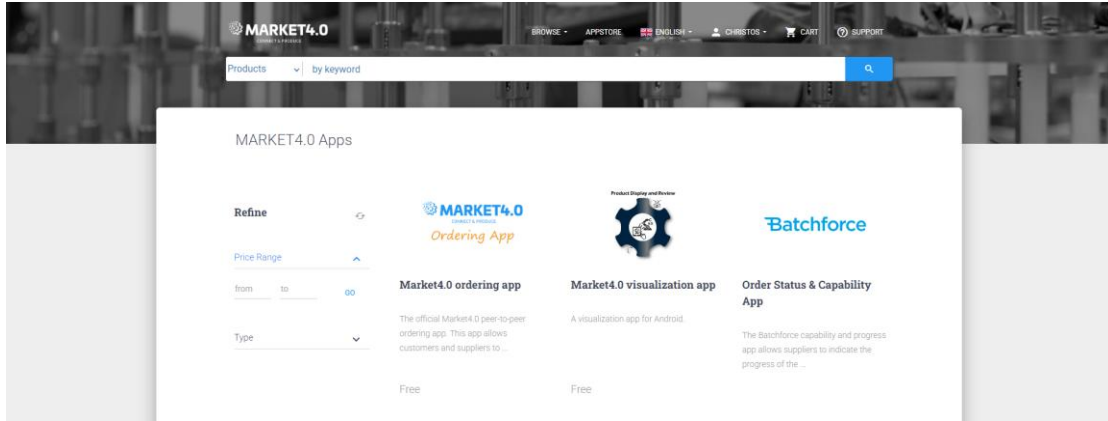 MARKET4.0
CONNECT & PRODUCE
BROWSE
APPSTORE
ENGLISH
CHRISTOS
CART
SUPPORT
Products
by keyword
MARKET4.0 Apps
Refine
Price Range
from to GO
Type
MARKET4.0
CONNECT & PRODUCE
Ordering App
Market4.0 ordering app
The official Market4.0 peer-to-peer
ordering app. This app allows
customers and suppliers to ...
Free
Product Display and Review
Market4.0 visualization app
A visualization app for Android.
Free
Batchforce
Order Status & Capability
App
The Batchforce capability and progress
app allows suppliers to indicate the
progress of the ...